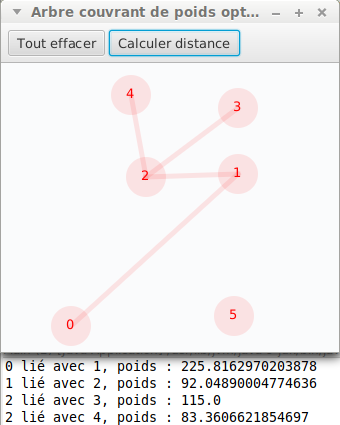 Arbre couvrant de poids opt...
Tout effacer Calculer distance
4
3
2
1
0
5
0 lié avec 1, poids : 225.8162970203878
1 lié avec 2, poids : 92.04890004774636
2 lié avec 3, poids : 115.0
2 lié avec 4, poids : 83.3606621854697